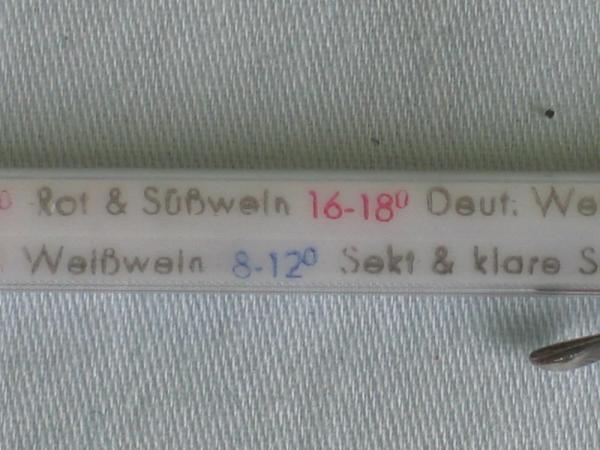 Rot & Süßwein 16-18⁰ Deut. We
Weißwein 8-12⁰ Sekt & klare S